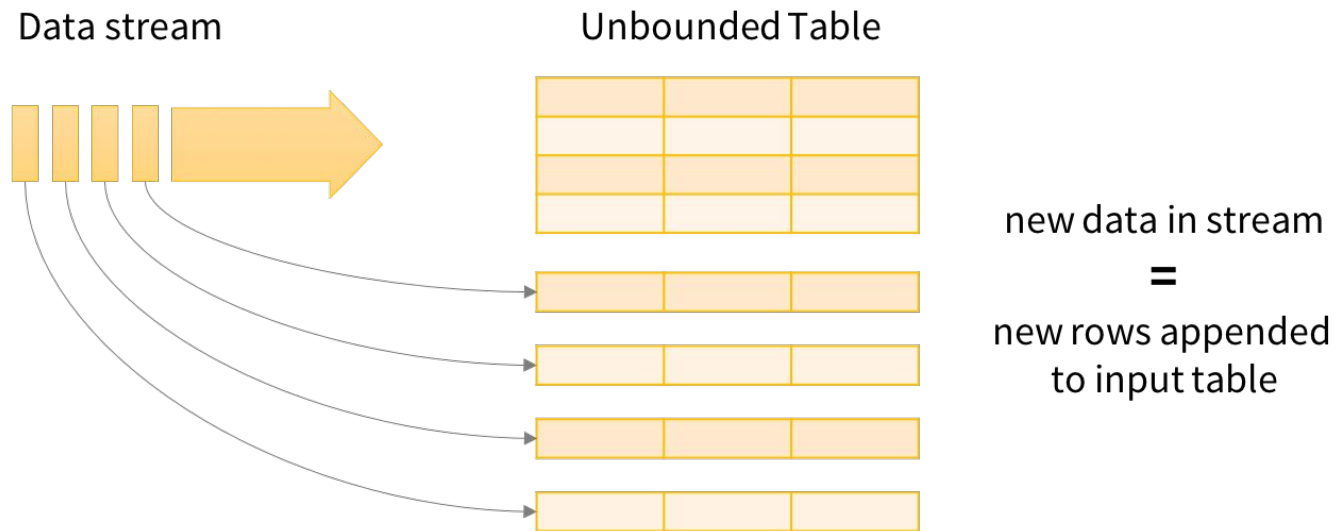 Data stream
Unbounded Table
new data in stream
=
new rows appended
to input table